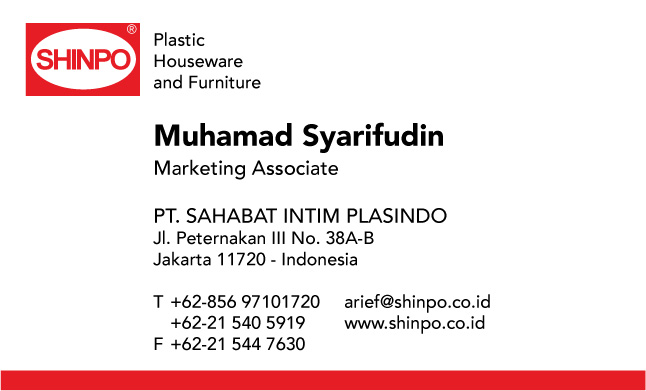 SHINPO®
Plastic
Houseware
and Furniture
Muhamad Syarifudin
Marketing Associate
PT. SAHABAT INTIM PLASINDO
Jl. Peternakan III No. 38A-B
Jakarta 11720 - Indonesia
T +62-856 97101720 arief@shinpo.co.id
+62-21 540 5919 www.shinpo.co.id
F +62-21 544 7630